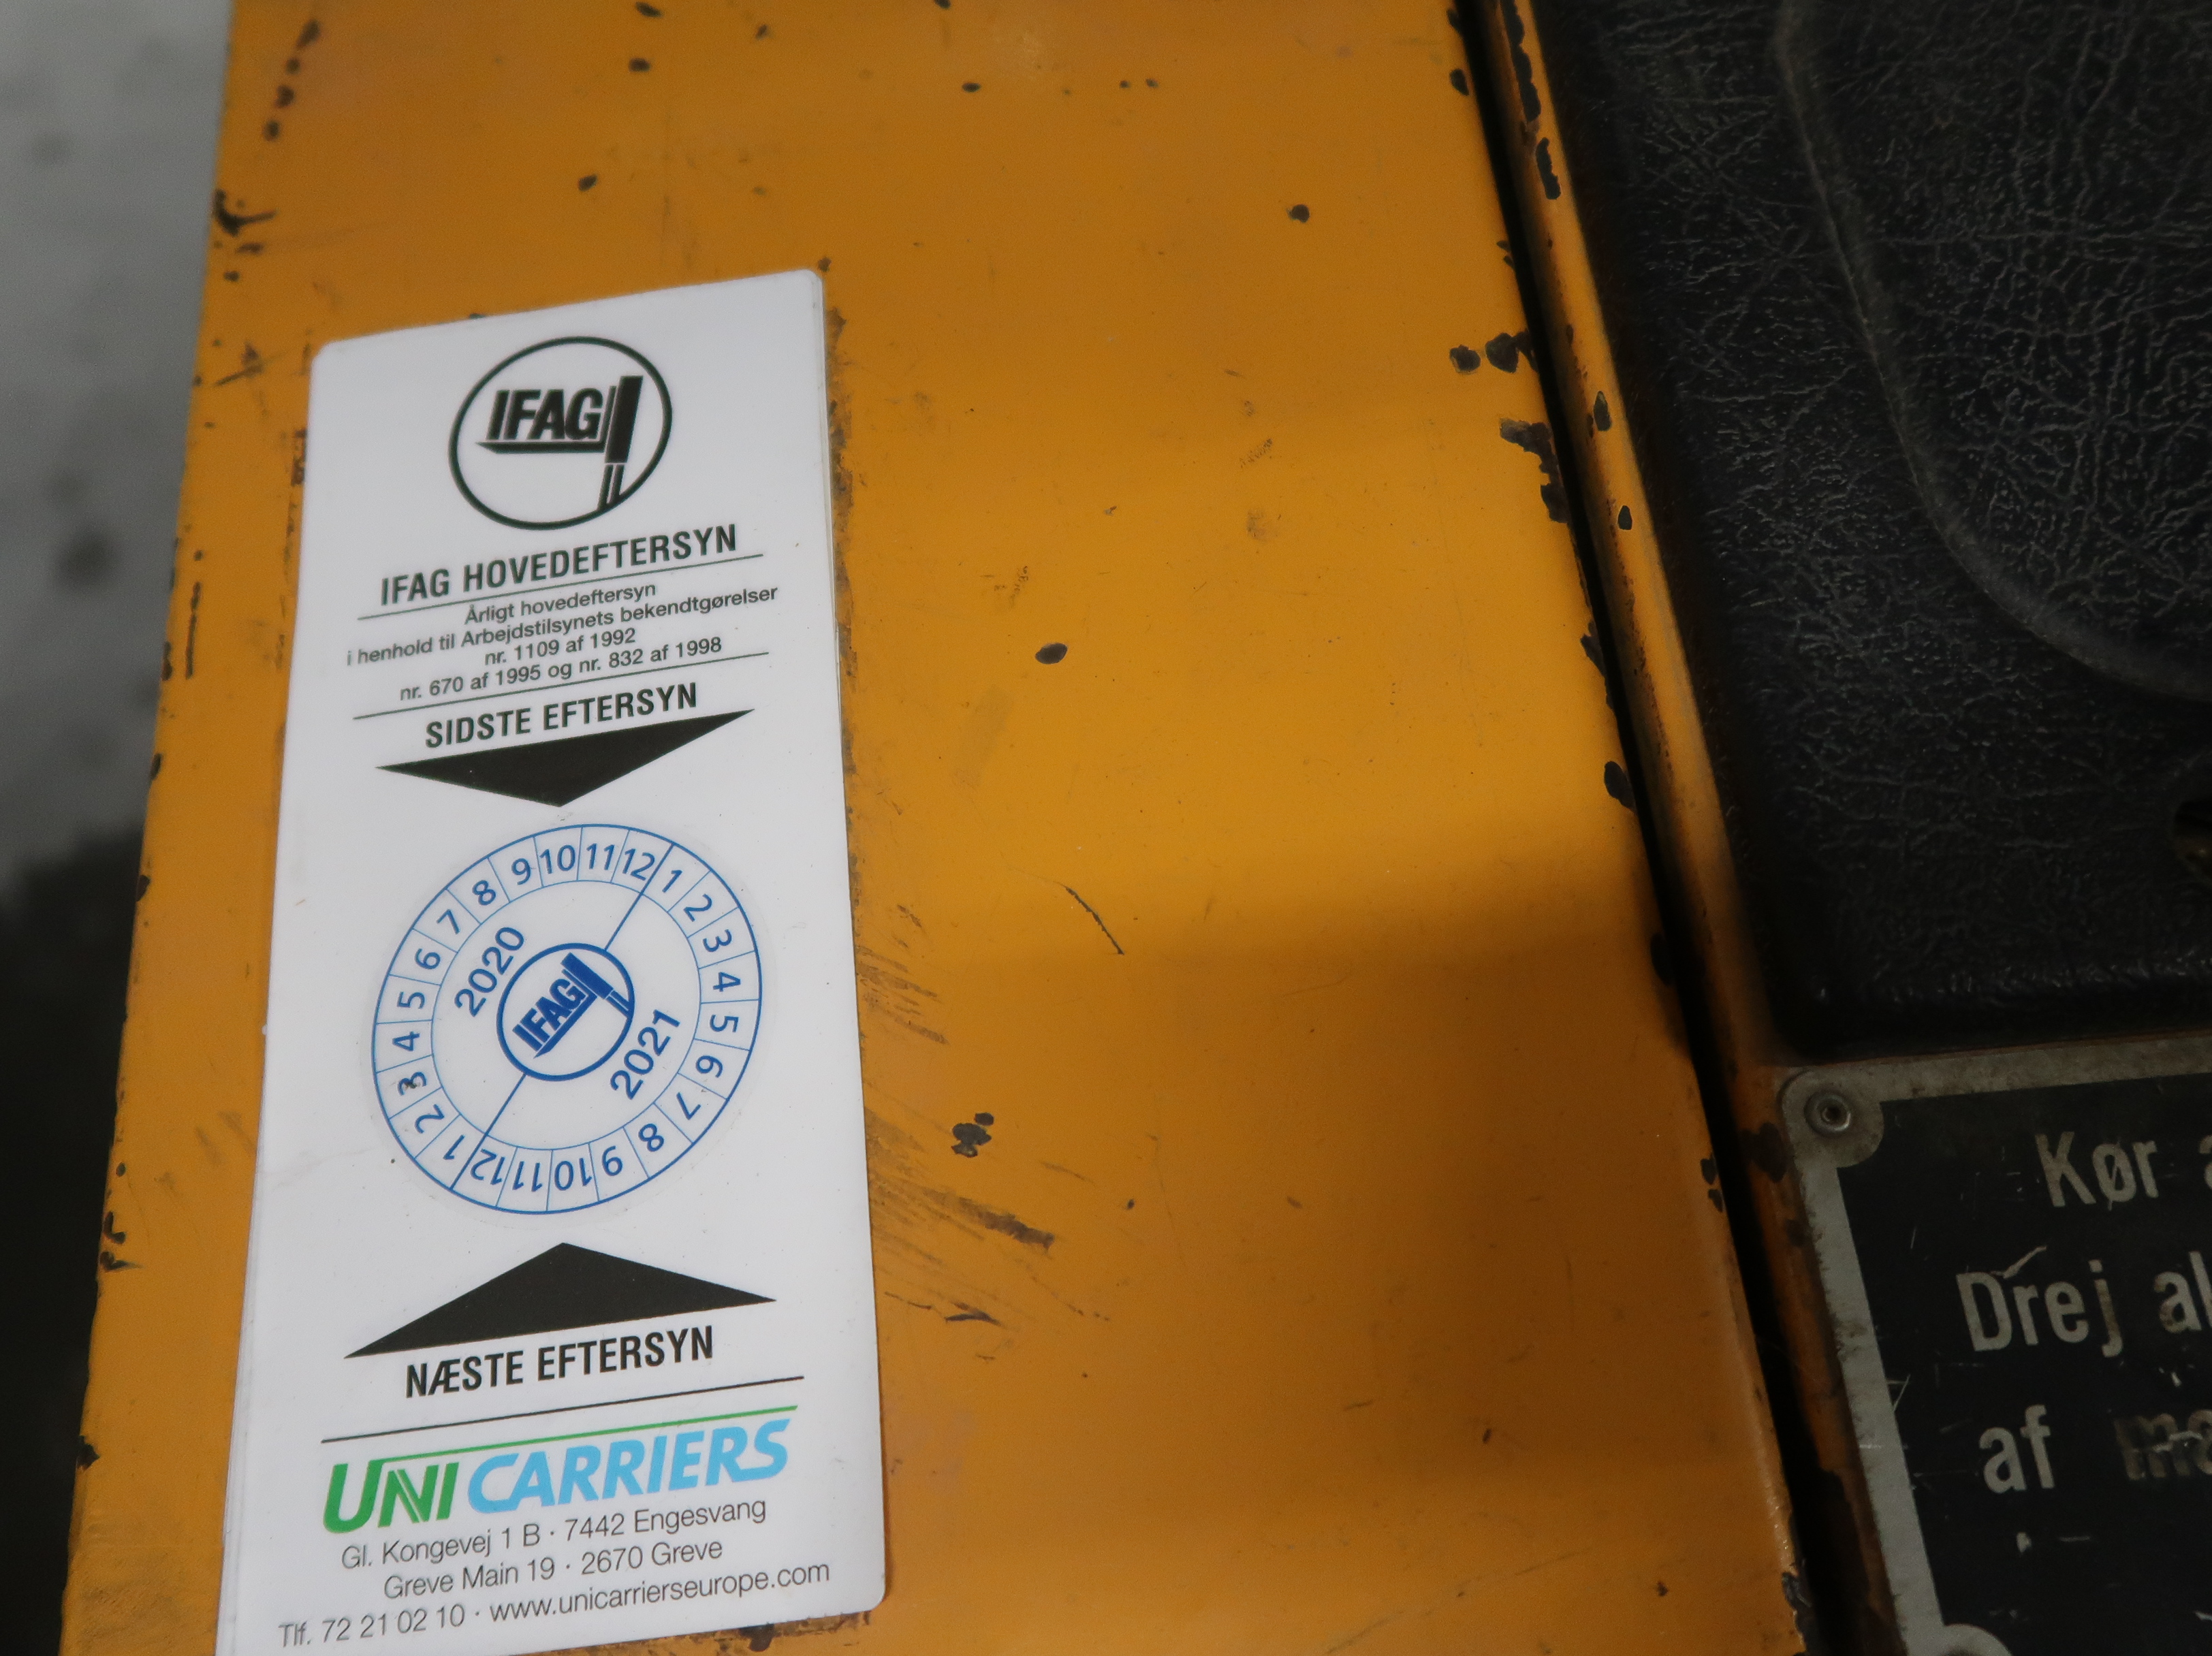 IFAG
IFAG HOVEDEFTERSYN
Årligt hovedeftersyn
i henhold til Arbejdstilsynets bekendtgørelser
nr. 1109 af 1992
nr. 670 af 1995 og nr. 832 af 1998
SIDSTE EFTERSYN
1 2 3 4 5 6 7 8 9 10 11 12
2020
IFAG
2021
1 2 3 4 5 6 7 8 9 10 11 12
NÆSTE EFTERSYN
UNICARRIERS
Gl. Kongevej 1 B · 7442 Engesvang
Greve Main 19 · 2670 Greve
Tlf. 72 21 02 10 · www.unicarrierseurope.com
Kør
Drej
af